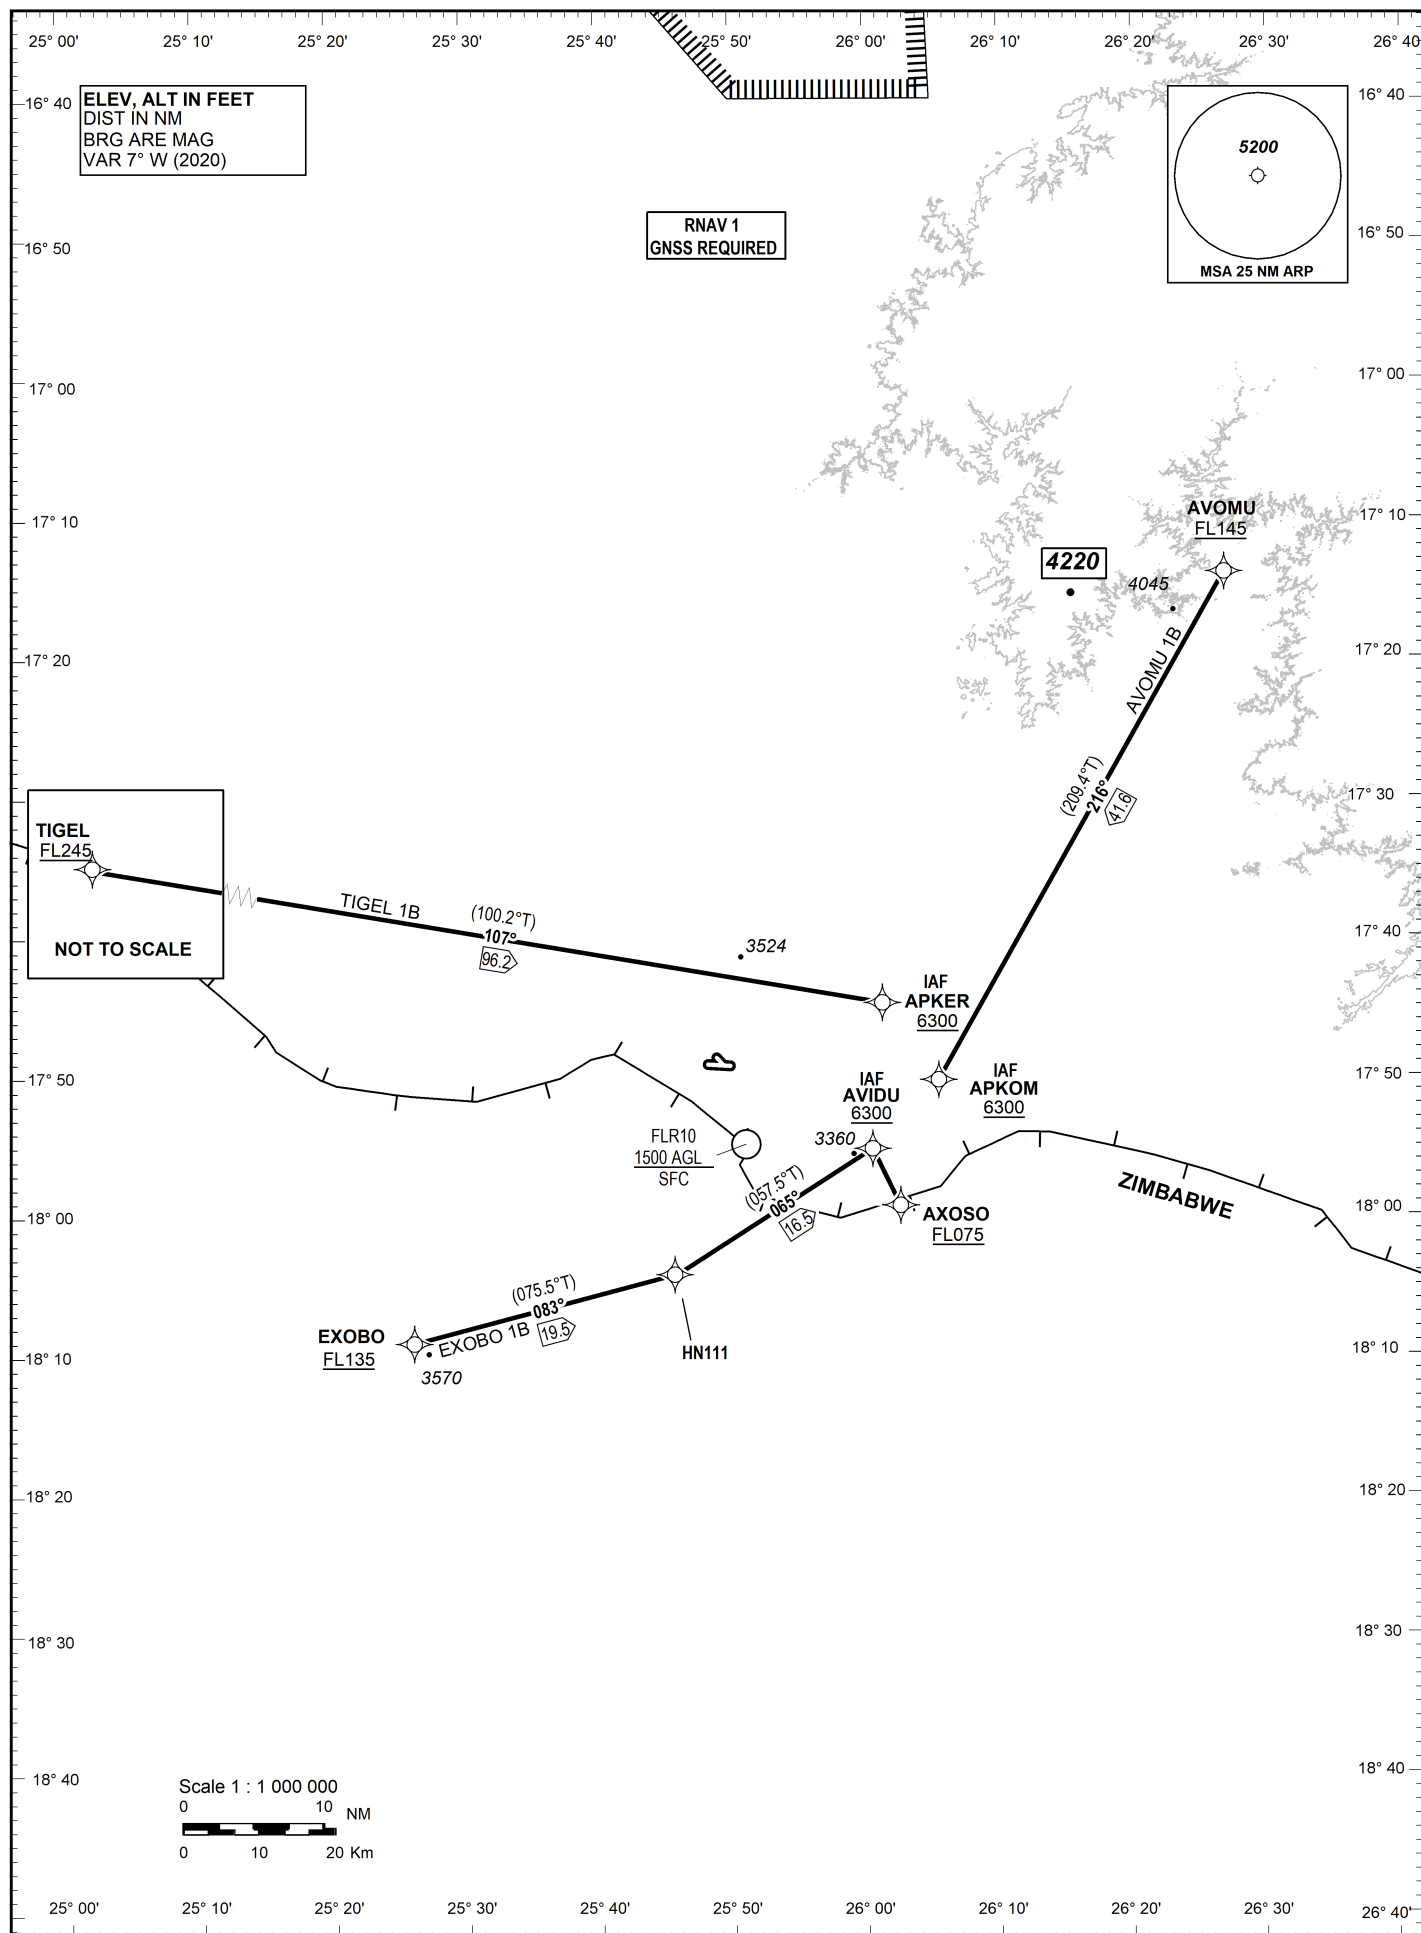 25° 00'
25° 10'
25° 20'
25° 30'
25° 40'
25° 50'
26° 00'
26° 10'
26° 20'
26° 30'
26° 40'
16° 40
16° 40
ELEV, ALT IN FEET
DIST IN NM
BRG ARE MAG
VAR 7° W (2020)
5200
MSA 25 NM ARP
RNAV 1
GNSS REQUIRED
16° 50
16° 50
17° 00
17° 00
17° 10
17° 10
AVOMU
FL145
4220
4045
17° 20
17° 20
AVOMU 1B
(209.4°T)
216°
41.6
17° 30
TIGEL
FL245
NOT TO SCALE
TIGEL 1B
(100.2°T)
107°
96.2
3524
17° 40
IAF
APKER
6300
17° 50
17° 50
IAF
AVIDU
6300
IAF
APKOM
6300
FLR10
1500 AGL
SFC
3360
ZIMBABWE
(057.5°T)
065°
16.5
18° 00
18° 00
AXOSO
FL075
(075.5°T)
083°
EXOBO 1B
19.5
EXOBO
FL135
3570
HN111
18° 10
18° 10
18° 20
18° 20
18° 30
18° 30
18° 40
18° 40
Scale 1 : 1 000 000
0 10 NM
0 10 20 Km
25° 00'
25° 10'
25° 20'
25° 30'
25° 40'
25° 50'
26° 00'
26° 10'
26° 20'
26° 30'
26° 40'